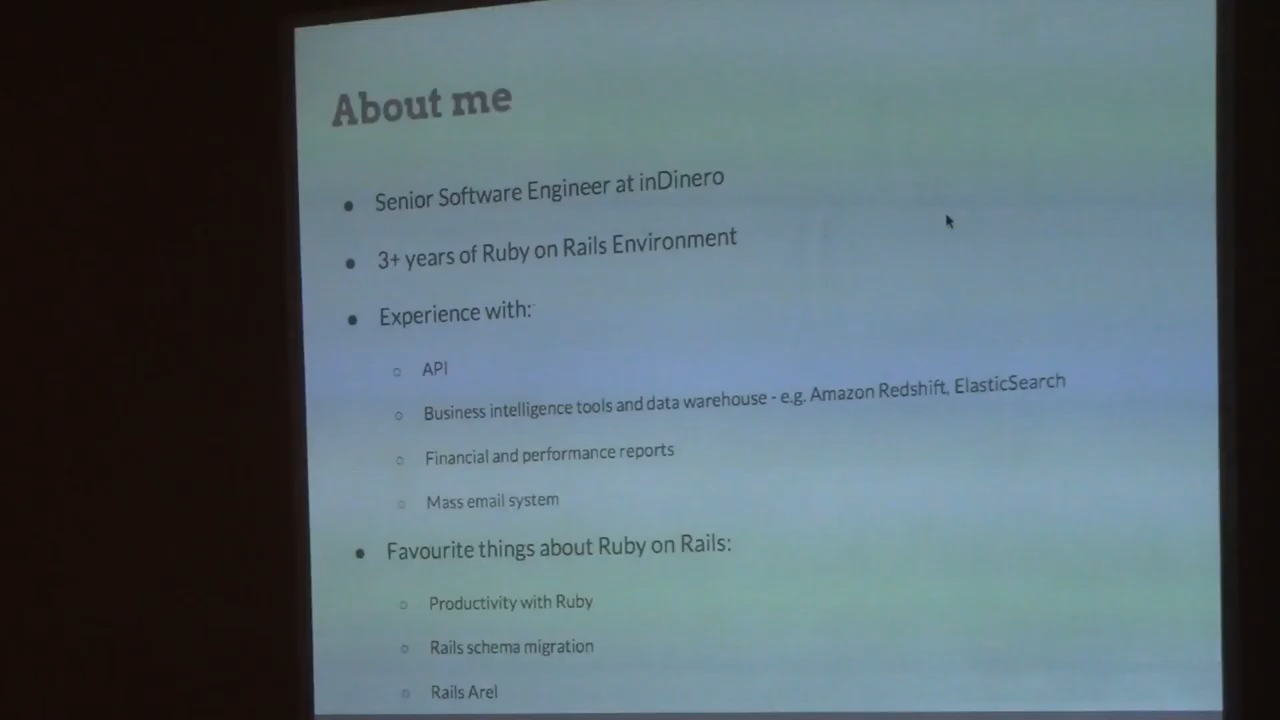 About me
● Senior Software Engineer at inDinero
● 3+ years of Ruby on Rails Environment
● Experience with:
○ API
○ Business intelligence tools and data warehouse - e.g. Amazon Redshift, ElasticSearch
○ Financial and performance reports
○ Mass email system
● Favourite things about Ruby on Rails:
○ Productivity with Ruby
○ Rails schema migration
○ Rails Arel